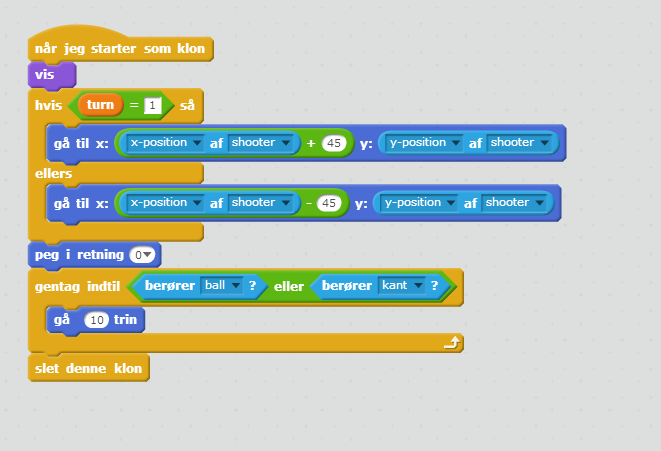 når jeg starter som klon
vis
hvis turn = 1 så
gå til x: x-position af shooter + 45 y: y-position af shooter
ellers
gå til x: x-position af shooter - 45 y: y-position af shooter
peg i retning 0
gentag indtil berører ball ? eller berører kant ?
gå 10 trin
slet denne klon